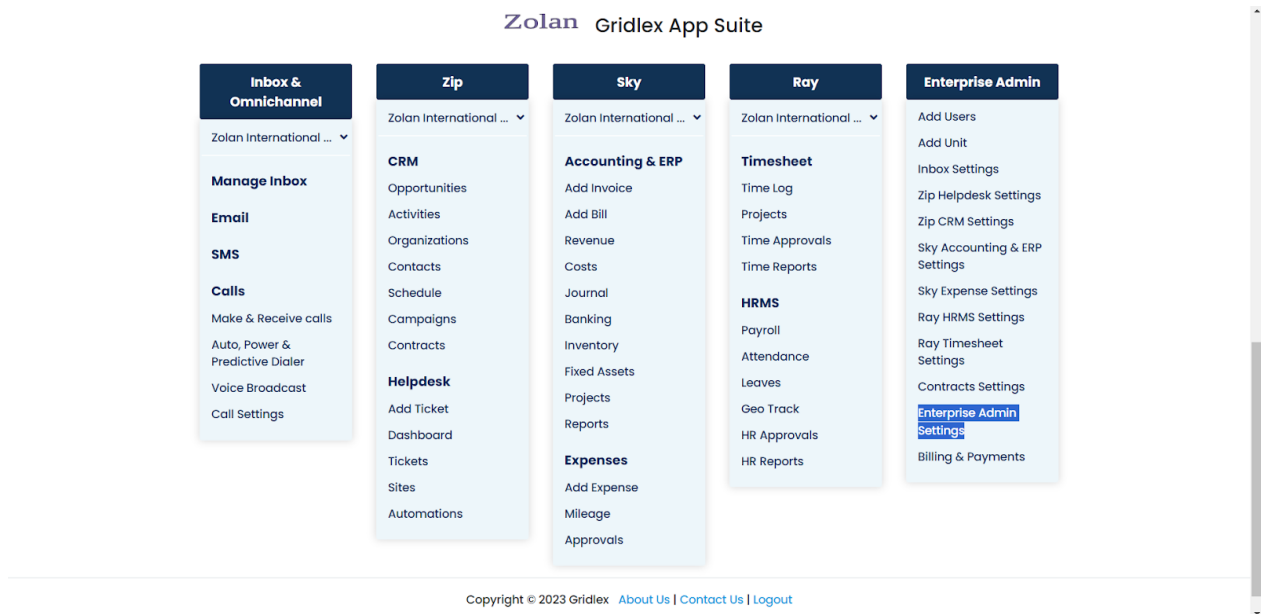 Zolan Gridlex App Suite
Inbox &
Omnichannel
Zolan International ...
Manage Inbox
Email
SMS
Calls
Make & Receive calls
Auto, Power &
Predictive Dialer
Voice Broadcast
Call Settings
Zip
Zolan International ...
CRM
Opportunities
Activities
Organizations
Contacts
Schedule
Campaigns
Contracts
Helpdesk
Add Ticket
Dashboard
Tickets
Sites
Automations
Sky
Zolan International ...
Accounting & ERP
Add Invoice
Add Bill
Revenue
Costs
Journal
Banking
Inventory
Fixed Assets
Projects
Reports
Expenses
Add Expense
Mileage
Approvals
Ray
Zolan International ...
Timesheet
Time Log
Projects
Time Approvals
Time Reports
HRMS
Payroll
Attendance
Leaves
Geo Track
HR Approvals
HR Reports
Enterprise Admin
Add Users
Add Unit
Inbox Settings
Zip Helpdesk Settings
Zip CRM Settings
Sky Accounting & ERP
Settings
Sky Expense Settings
Ray HRMS Settings
Ray Timesheet
Settings
Contracts Settings
Enterprise Admin
Settings
Billing & Payments
Copyright © 2023 Gridlex About Us | Contact Us | Logout